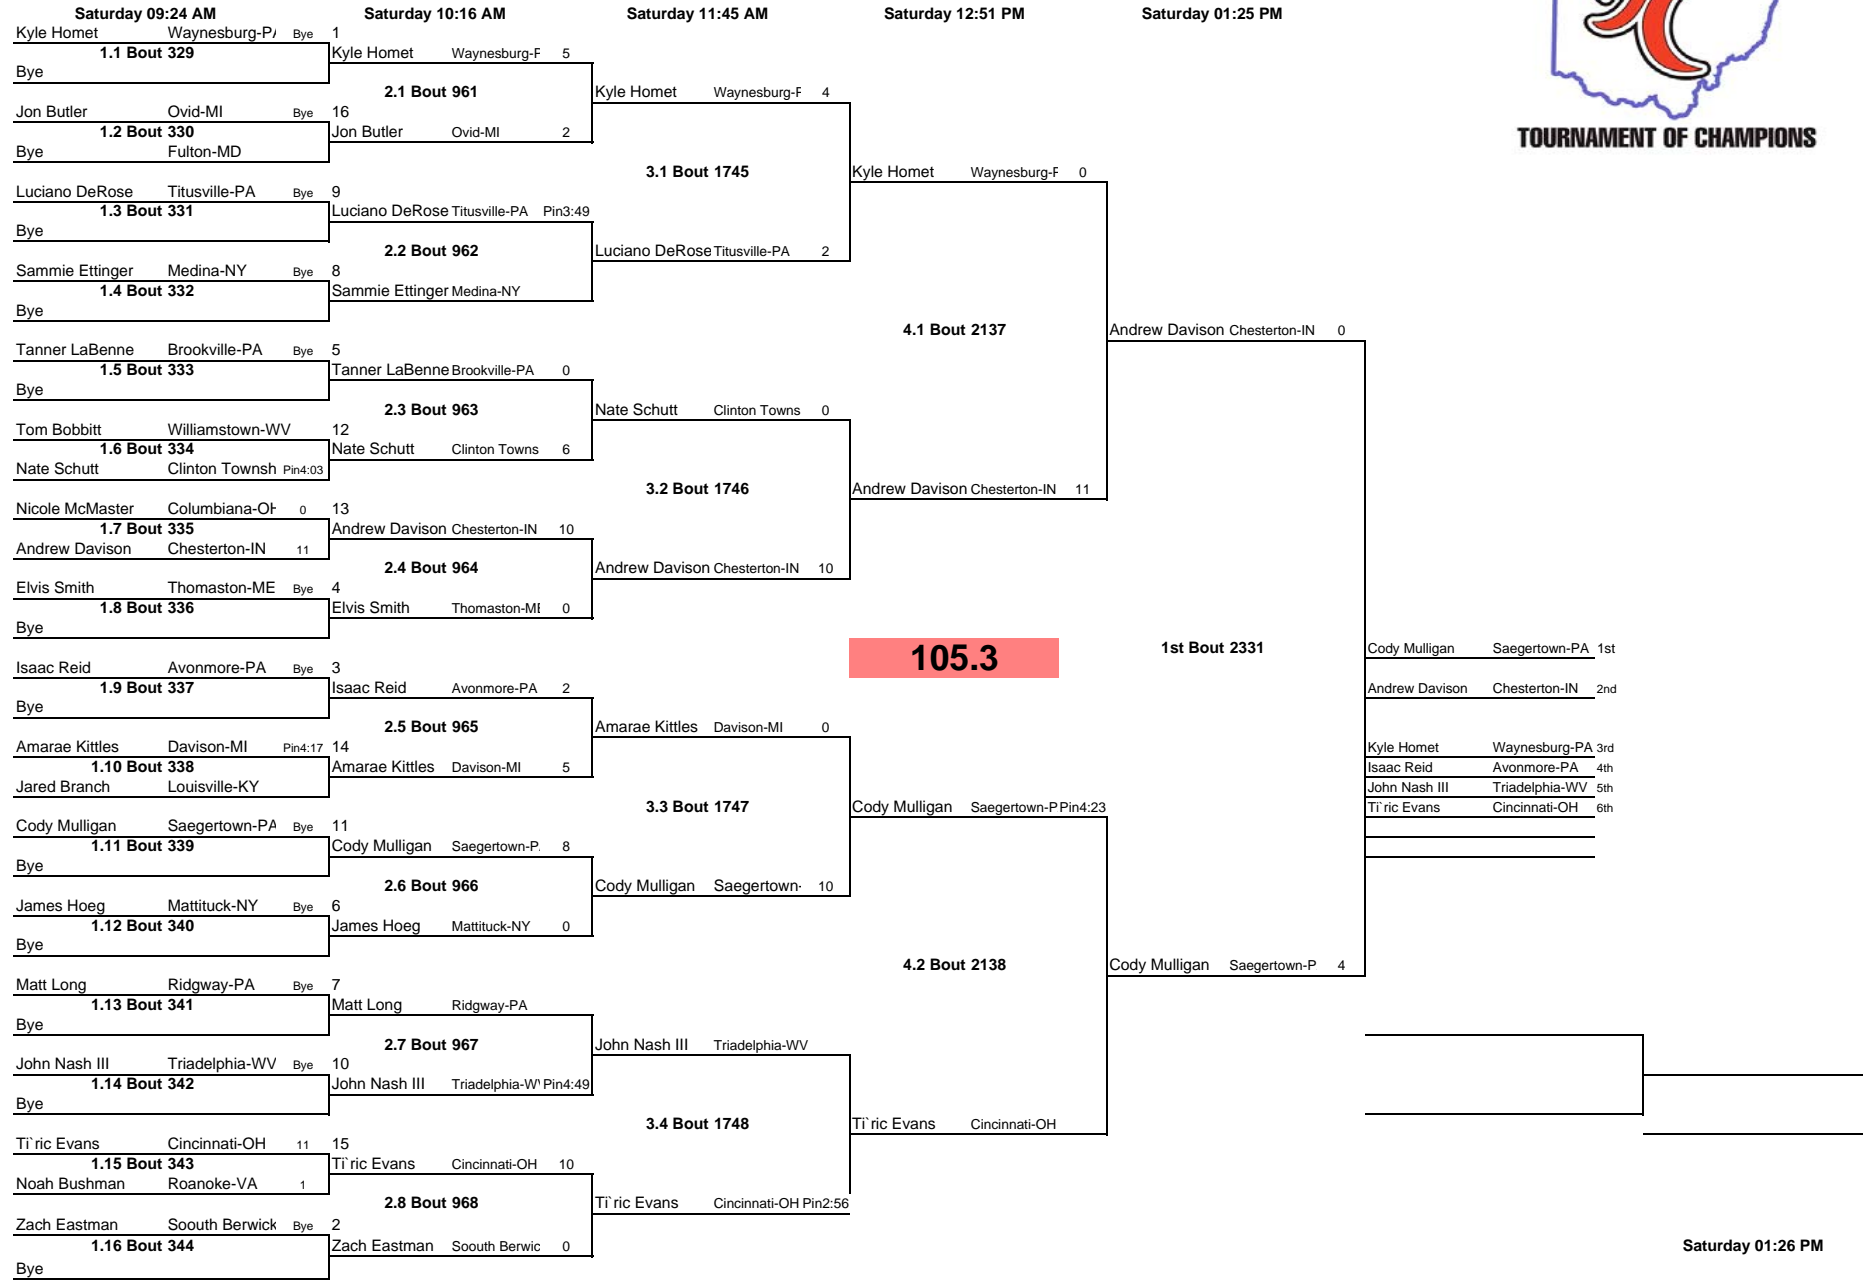 Saturday 09:24 AM Saturday 10:16 AM Saturday 11:45 AM Saturday 12:51 PM Saturday 01:25 PM
Kyle Homet Waynesburg-PA Bye 1
1.1 Bout 329 Kyle Homet Waynesburg-P 5
Bye
2.1 Bout 961 Kyle Homet Waynesburg-P 4
Jon Butler Ovid-MI Bye 16
1.2 Bout 330 Jon Butler Ovid-MI 2
Bye Fulton-MD
TOURNAMENT OF CHAMPIONS
3.1 Bout 1745 Kyle Homet Waynesburg-P 0
Luciano DeRose Titusville-PA Bye 9
1.3 Bout 331 Luciano DeRose Titusville-PA Pin3:49
Bye
2.2 Bout 962 Luciano DeRose Titusville-PA 2
Sammie Ettinger Medina-NY Bye 8
1.4 Bout 332 Sammie Ettinger Medina-NY
Bye
4.1 Bout 2137 Andrew Davison Chesterton-IN 0
Tanner LaBenne Brookville-PA Bye 5
1.5 Bout 333 Tanner LaBenne Brookville-PA 0
Bye
2.3 Bout 963 Nate Schutt Clinton Towns 0
Tom Bobbitt Williamstown-WV 12
1.6 Bout 334 Nate Schutt Clinton Towns 6
Nate Schutt Clinton Townsh Pin4:03
3.2 Bout 1746 Andrew Davison Chesterton-IN 11
Nicole McMaster Columbiana-OH 0 13
1.7 Bout 335 Andrew Davison Chesterton-IN 10
Andrew Davison Chesterton-IN 11
2.4 Bout 964 Andrew Davison Chesterton-IN 10
Elvis Smith Thomaston-ME Bye 4
1.8 Bout 336 Elvis Smith Thomaston-ME 0
Bye
105.3 1st Bout 2331 Cody Mulligan Saegertown-PA 1st
Isaac Reid Avonmore-PA Bye 3
1.9 Bout 337 Isaac Reid Avonmore-PA 2 Andrew Davison Chesterton-IN 2nd
Bye
2.5 Bout 965 Amarae Kittles Davison-MI 0
Amarae Kittles Davison-MI Pin4:17 14 Kyle Homet Waynesburg-PA 3rd
1.10 Bout 338 Amarae Kittles Davison-MI 5 Isaac Reid Avonmore-PA 4th
Jared Branch Louisville-KY John Nash III Triadelphia-WV 5th
3.3 Bout 1747 Cody Mulligan Saegertown-P Pin4:23 Ti`ric Evans Cincinnati-OH 6th
Cody Mulligan Saegertown-PA Bye 11
1.11 Bout 339 Cody Mulligan Saegertown-P 8
Bye
2.6 Bout 966 Cody Mulligan Saegertown- 10
James Hoeg Mattituck-NY Bye 6
1.12 Bout 340 James Hoeg Mattituck-NY 0
Bye
4.2 Bout 2138 Cody Mulligan Saegertown-P 4
Matt Long Ridgway-PA Bye 7
1.13 Bout 341 Matt Long Ridgway-PA
Bye
2.7 Bout 967 John Nash III Triadelphia-WV
John Nash III Triadelphia-WV Bye 10
1.14 Bout 342 John Nash III Triadelphia-W Pin4:49
Bye
3.4 Bout 1748 Ti`ric Evans Cincinnati-OH
Ti`ric Evans Cincinnati-OH 11 15
1.15 Bout 343 Ti`ric Evans Cincinnati-OH 10
Noah Bushman Roanoke-VA 1
2.8 Bout 968 Ti`ric Evans Cincinnati-OH Pin2:56
Zach Eastman Soouth Berwick Bye 2
1.16 Bout 344 Zach Eastman Soouth Berwic 0 Saturday 01:26 PM
Bye